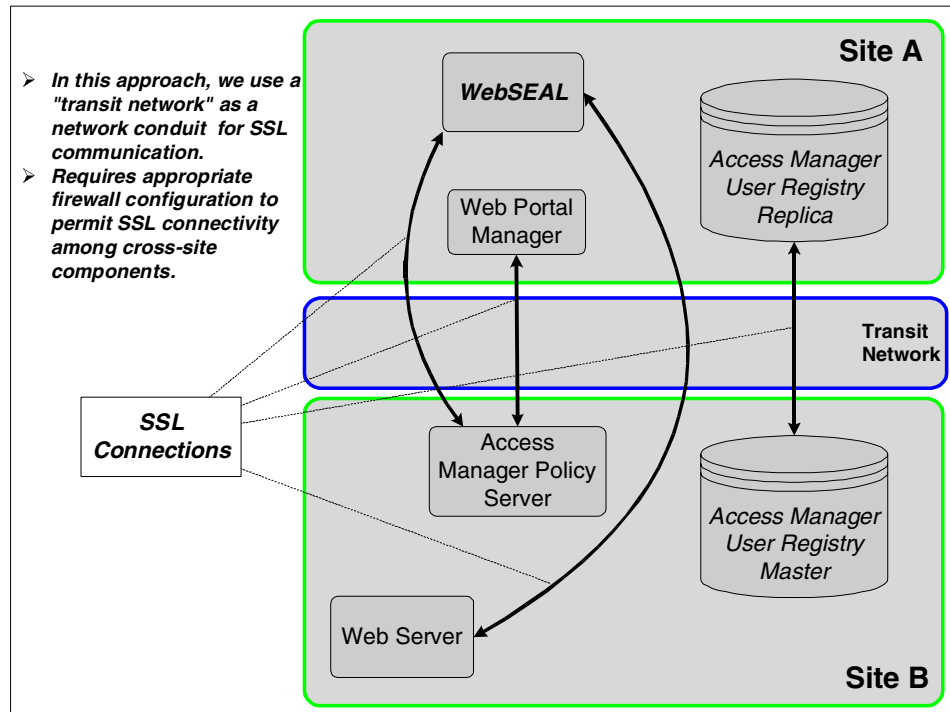 ➢ In this approach, we use a
"transit network" as a
network conduit for SSL
communication.
➢ Requires appropriate
firewall configuration to
permit SSL connectivity
among cross-site
components.
Site A
WebSEAL
Access Manager
User Registry
Replica
Web Portal
Manager
Transit
Network
SSL
Connections
Access
Manager Policy
Server
Access Manager
User Registry
Master
Web Server
Site B